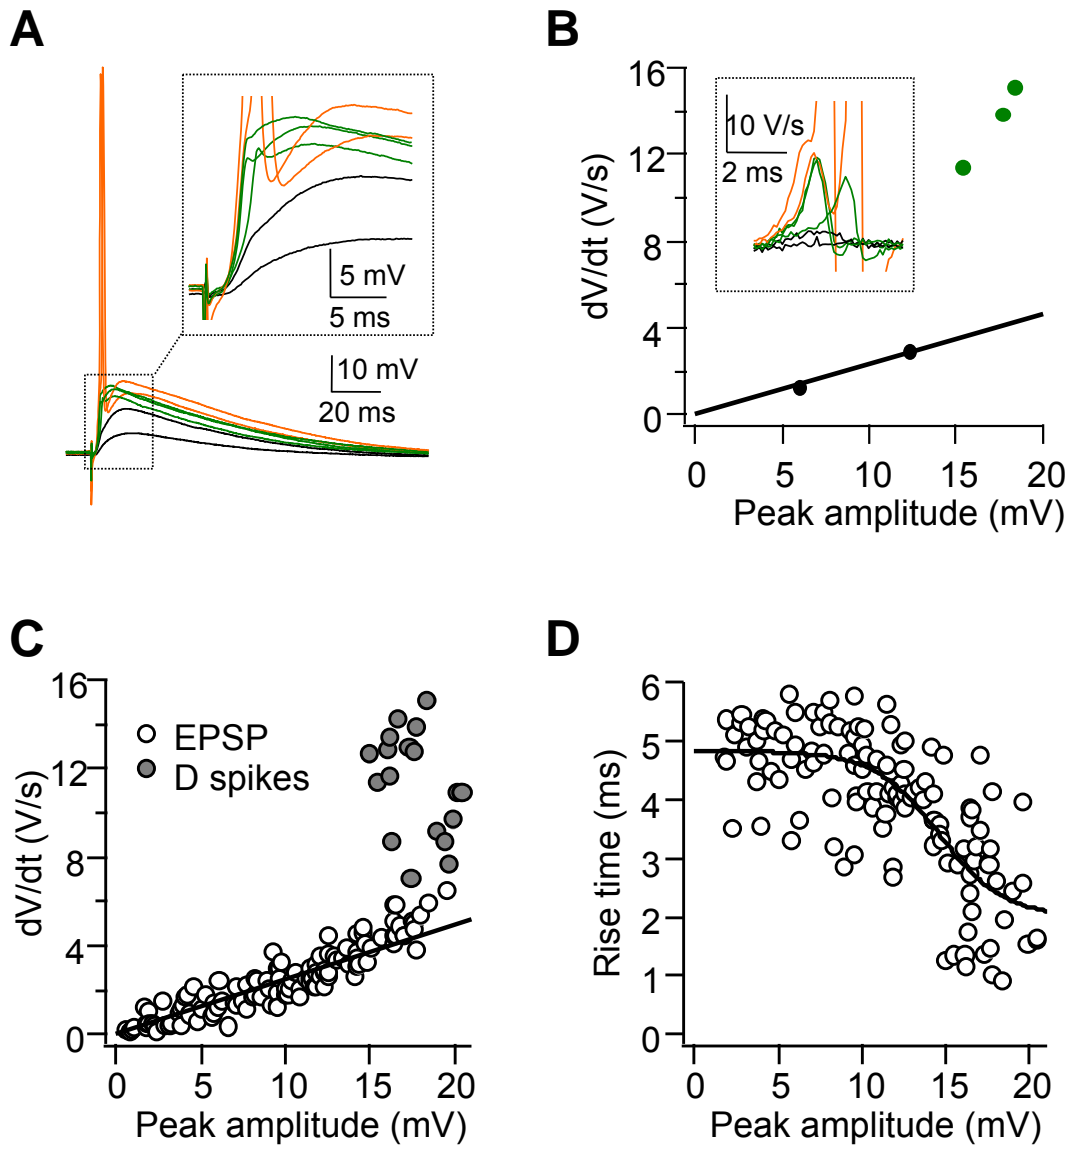 A
5 mV
5 ms
10 mV
20 ms
B
16
12
8
4
0
dV/dt (V/s)
10 V/s
2 ms
0 5 10 15 20
Peak amplitude (mV)
C
16
12
8
4
0
dV/dt (V/s)
EPSP
D spikes
0 5 10 15 20
Peak amplitude (mV)
D
6
5
4
3
2
1
0
Rise time (ms)
0 5 10 15 20
Peak amplitude (mV)